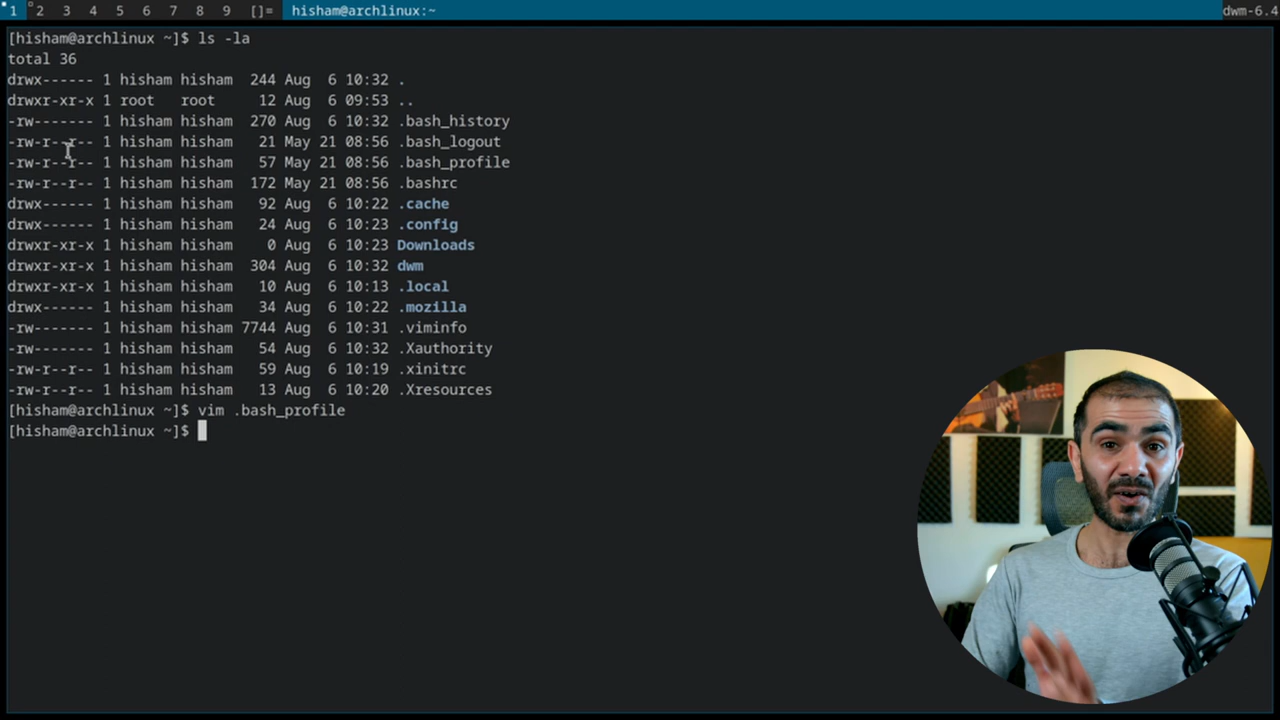 1 2 3 4 5 6 7 8 9 []= hisham@archlinux:~ dwm-6.4
[hisham@archlinux ~]$ ls -la
total 36
drwx------ 1 hisham hisham  244 Aug  6 10:32 .
drwxr-xr-x 1 root   root     12 Aug  6 09:53 ..
-rw------- 1 hisham hisham  270 Aug  6 10:32 .bash_history
-rw-r--r-- 1 hisham hisham   21 May 21 08:56 .bash_logout
-rw-r--r-- 1 hisham hisham   57 May 21 08:56 .bash_profile
-rw-r--r-- 1 hisham hisham  172 May 21 08:56 .bashrc
drwx------ 1 hisham hisham   92 Aug  6 10:22 .cache
drwx------ 1 hisham hisham   24 Aug  6 10:23 .config
drwxr-xr-x 1 hisham hisham    0 Aug  6 10:23 Downloads
drwxr-xr-x 1 hisham hisham  304 Aug  6 10:32 dwm
drwxr-xr-x 1 hisham hisham   10 Aug  6 10:13 .local
drwx------ 1 hisham hisham   34 Aug  6 10:22 .mozilla
-rw------- 1 hisham hisham 7744 Aug  6 10:31 .viminfo
-rw------- 1 hisham hisham   54 Aug  6 10:32 .Xauthority
-rw-r--r-- 1 hisham hisham   59 Aug  6 10:19 .xinitrc
-rw-r--r-- 1 hisham hisham   13 Aug  6 10:20 .Xresources
[hisham@archlinux ~]$ vim .bash_profile
[hisham@archlinux ~]$